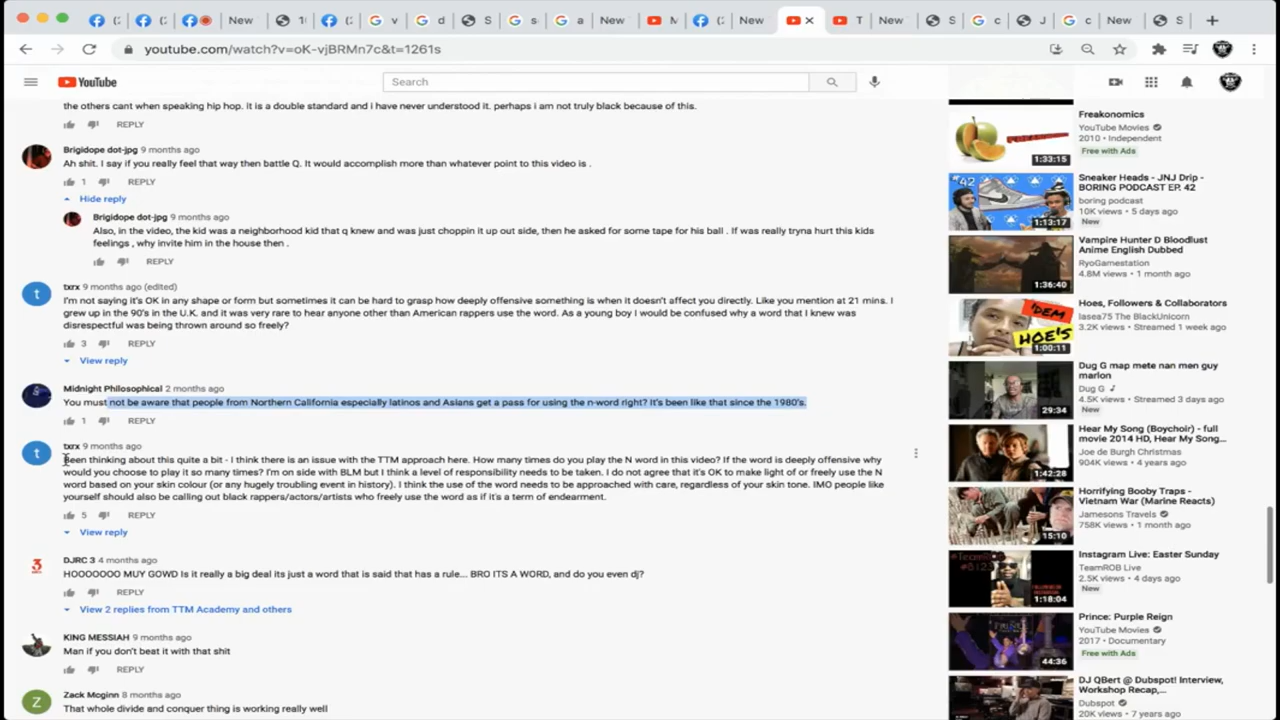 New
New
New
New
New
youtube.com/watch?v=oK-vjBRMn7c&t=1261s
YouTube
Search
the others cant when speaking hip hop. it is a double standard and i have never understood it. perhaps i am not truly black because of this.
REPLY
Brigidope dot-jpg 9 months ago
Ah shit. I say if you really feel that way then battle Q. It would accomplish more than whatever point to this video is .
1 REPLY
Hide reply
Brigidope dot-jpg 9 months ago
Also, in the video, the kid was a neighborhood kid that q knew and was just choppin it up out side, then he asked for some tape for his ball . If was really tryna hurt this kids
feelings , why invite him in the house then .
REPLY
t
txrx 9 months ago (edited)
I'm not saying it's OK in any shape or form but sometimes it can be hard to grasp how deeply offensive something is when it doesn't affect you directly. Like you mention at 21 mins. I
grew up in the 90's in the U.K. and it was very rare to hear anyone other than American rappers use the word. As a young boy I would be confused why a word that I knew was
disrespectful was being thrown around so freely?
3 REPLY
View reply
Midnight Philosophical 2 months ago
You must not be aware that people from Northern California especially latinos and Asians get a pass for using the n-word right? It's been like that since the 1980's.
1 REPLY
t
txrx 9 months ago
Been thinking about this quite a bit - I think there is an issue with the TTM approach here. How many times do you play the N word in this video? If the word is deeply offensive why
would you choose to play it so many times? I'm on side with BLM but I think a level of responsibility needs to be taken. I do not agree that it's OK to make light of or freely use the N
word based on your skin colour (or any hugely troubling event in history). I think the use of the word needs to be approached with care, regardless of your skin tone. IMO people like
yourself should also be calling out black rappers/actors/artists who freely use the word as if it's a term of endearment.
5 REPLY
View reply
3
DJRC 3 4 months ago
HOOOOOOO MUY GOWD Is it really a big deal its just a word that is said that has a rule... BRO ITS A WORD, and do you even dj?
REPLY
View 2 replies from TTM Academy and others
KING MESSIAH 9 months ago
Man if you don't beat it with that shit
REPLY
Z
Zack Mcginn 8 months ago
That whole divide and conquer thing is working really well
Freakonomics
YouTube Movies
2010 • Independent
Free with Ads
1:33:15
Sneaker Heads - JNJ Drip -
BORING PODCAST EP. 42
boring podcast
10K views • 5 days ago
New
#42
1:13:17
Vampire Hunter D Bloodlust
Anime English Dubbed
RyoGamestation
4.8M views • 1 month ago
1:36:40
Hoes, Followers & Collaborators
lasea75 The BlackUnicorn
3.2K views • Streamed 1 week ago
'DEM
HOE'S
1:00:11
Dug G map mete nan men guy
marlon
Dug G
4.5K views • Streamed 3 days ago
New
29:34
Hear My Song (Boychoir) - full
movie 2014 HD, Hear My Song...
Joe de Burgh Christmas
904K views • 4 years ago
1:42:28
Horrifying Booby Traps -
Vietnam War (Marine Reacts)
Jamesons Travels
758K views • 1 month ago
15:10
Instagram Live: Easter Sunday
TeamROB Live
2.5K views • 4 days ago
New
1:18:04
Prince: Purple Reign
YouTube Movies
2017 • Documentary
Free with Ads
44:36
DJ QBert @ Dubspot! Interview,
Workshop Recap,...
Dubspot
20K views • 7 years ago